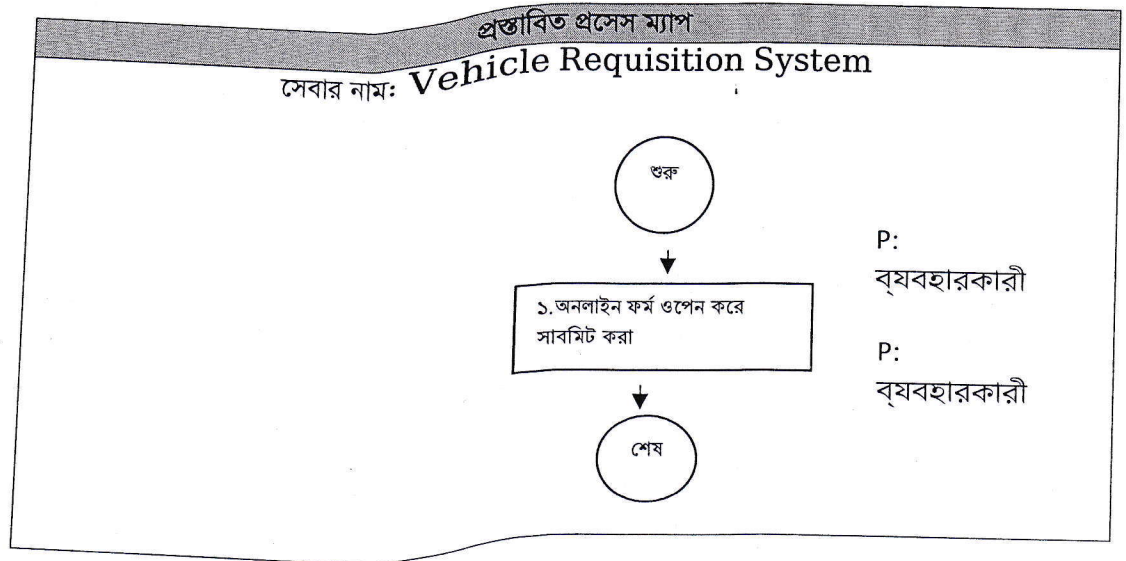 প্রস্তাবিত প্রসেস ম্যাপ
সেবার নাম: Vehicle Requisition System
শুরু
P:
ব্যবহারকারী
১.অনলাইন ফর্ম ওপেন করে
সাবমিট করা
P:
ব্যবহারকারী
শেষ